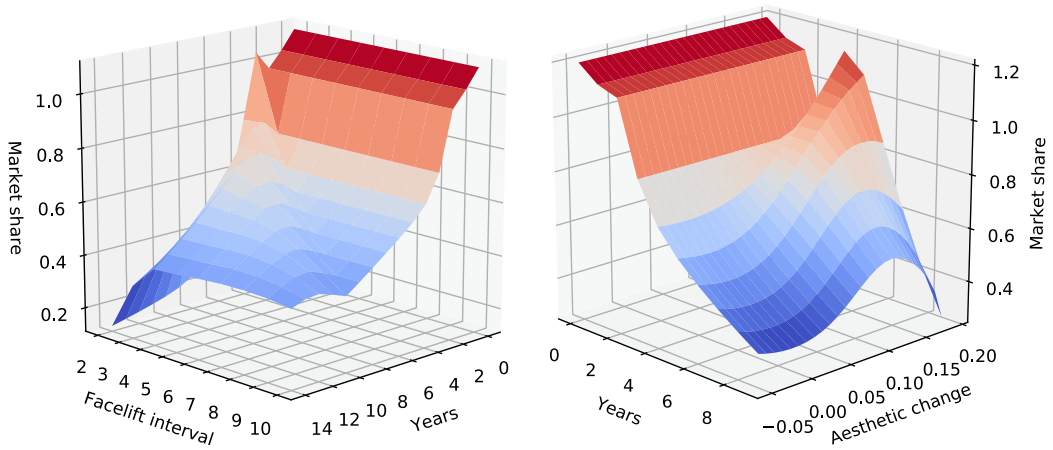 Market share
1.0
0.8
0.6
0.4
0.2
2 3 4 5 6 7 8 9 10
Facelift interval
14 12 10 8 6 4 2 0
Years
0 2 4 6 8
Years
−0.05 0.00 0.05 0.10 0.15 0.20
Aesthetic change
1.2
1.0
0.8
0.6
0.4
Market share